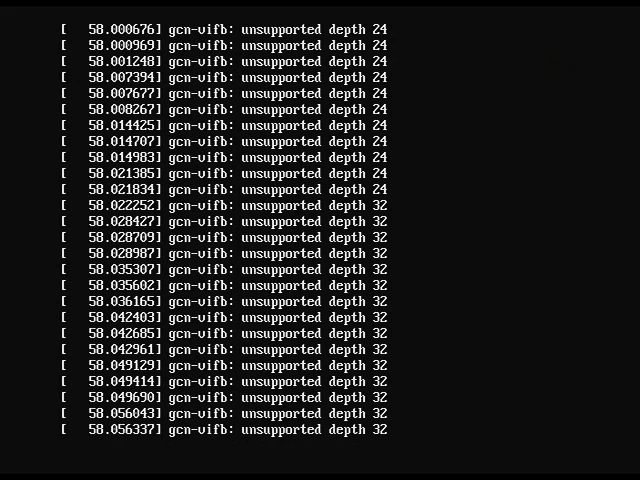 [   58.000676] gcn-vifb: unsupported depth 24
[   58.000969] gcn-vifb: unsupported depth 24
[   58.001248] gcn-vifb: unsupported depth 24
[   58.007394] gcn-vifb: unsupported depth 24
[   58.007677] gcn-vifb: unsupported depth 24
[   58.008267] gcn-vifb: unsupported depth 24
[   58.014425] gcn-vifb: unsupported depth 24
[   58.014707] gcn-vifb: unsupported depth 24
[   58.014983] gcn-vifb: unsupported depth 24
[   58.021385] gcn-vifb: unsupported depth 24
[   58.021834] gcn-vifb: unsupported depth 24
[   58.022252] gcn-vifb: unsupported depth 32
[   58.028427] gcn-vifb: unsupported depth 32
[   58.028709] gcn-vifb: unsupported depth 32
[   58.028987] gcn-vifb: unsupported depth 32
[   58.035307] gcn-vifb: unsupported depth 32
[   58.035602] gcn-vifb: unsupported depth 32
[   58.036165] gcn-vifb: unsupported depth 32
[   58.042403] gcn-vifb: unsupported depth 32
[   58.042685] gcn-vifb: unsupported depth 32
[   58.042961] gcn-vifb: unsupported depth 32
[   58.049129] gcn-vifb: unsupported depth 32
[   58.049414] gcn-vifb: unsupported depth 32
[   58.049690] gcn-vifb: unsupported depth 32
[   58.056043] gcn-vifb: unsupported depth 32
[   58.056337] gcn-vifb: unsupported depth 32